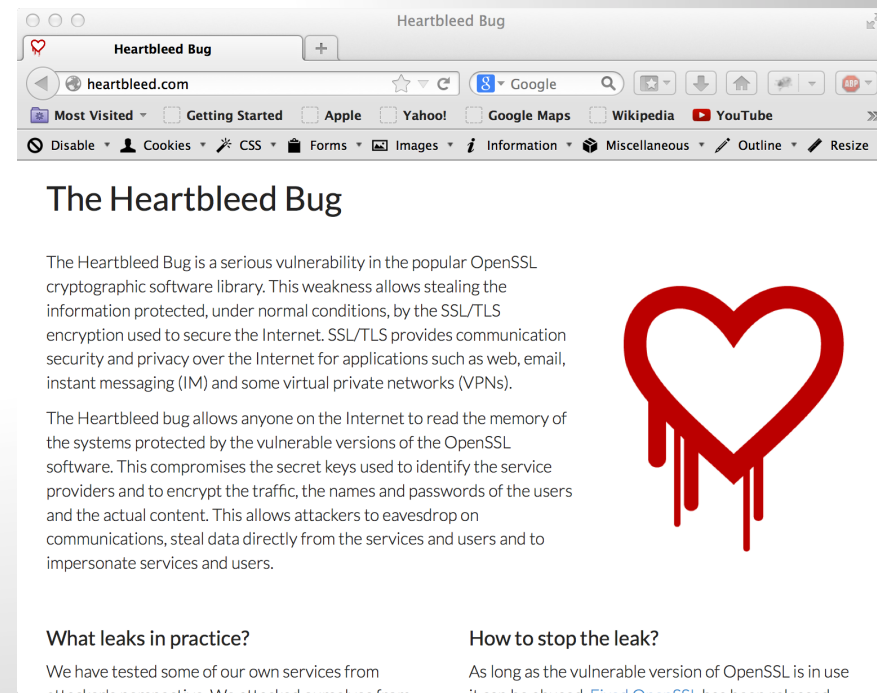 Heartbleed Bug
Heartbleed Bug
heartbleed.com
8 Google
ABP
Most Visited Getting Started Apple Yahoo! Google Maps Wikipedia YouTube
Disable Cookies CSS Forms Images Information Miscellaneous Outline Resize
The Heartbleed Bug
The Heartbleed Bug is a serious vulnerability in the popular OpenSSL
cryptographic software library. This weakness allows stealing the
information protected, under normal conditions, by the SSL/TLS
encryption used to secure the Internet. SSL/TLS provides communication
security and privacy over the Internet for applications such as web, email,
instant messaging (IM) and some virtual private networks (VPNs).
The Heartbleed bug allows anyone on the Internet to read the memory of
the systems protected by the vulnerable versions of the OpenSSL
software. This compromises the secret keys used to identify the service
providers and to encrypt the traffic, the names and passwords of the users
and the actual content. This allows attackers to eavesdrop on
communications, steal data directly from the services and users and to
impersonate services and users.
What leaks in practice?
We have tested some of our own services from
How to stop the leak?
As long as the vulnerable version of OpenSSL is in use